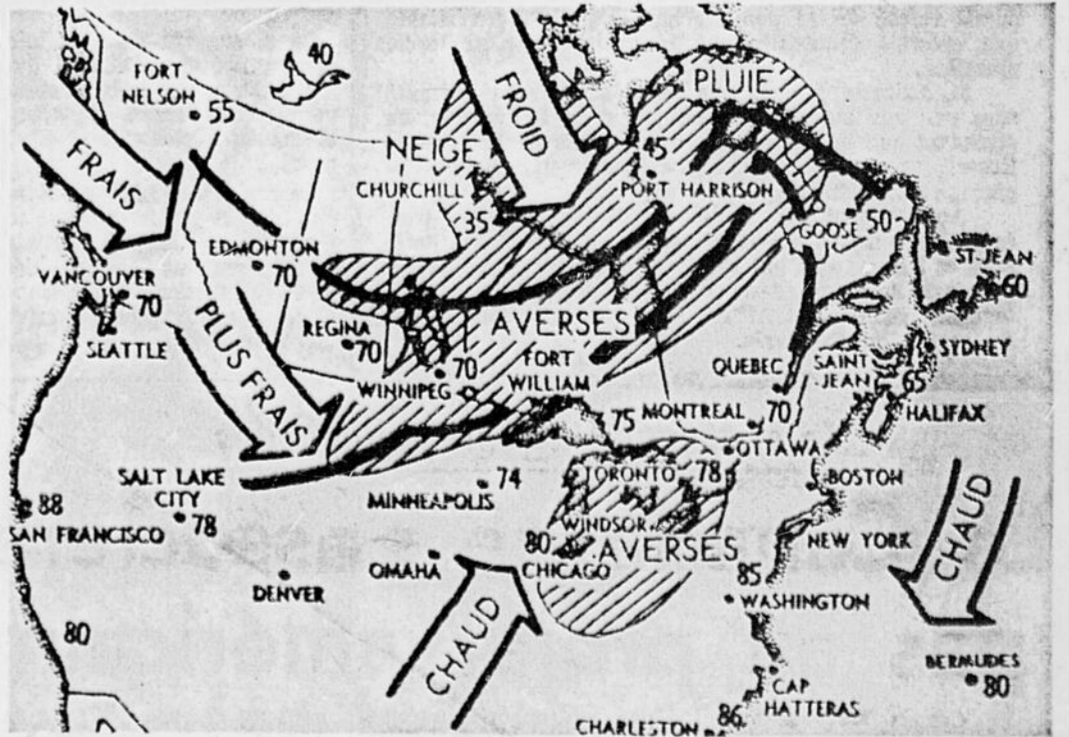 FORT
NELSON
55
40
FROID
PLUIE
FRAIS
NEIGE
CHURCHILL
35
45
PORT HARRISON
GOOSE 50
ST-JEAN
60
EDMONTON
70
VANCOUVER
70
SEATTLE
PLUS FRAIS
REGINA
70
AVERSES
70
WINNIPEG
FORT
WILLIAM
QUEBEC
70
SAINT
JEAN
65
SYDNEY
HALIFAX
75
MONTREAL
OTTAWA
SALT LAKE
CITY
78
88
SAN FRANCISCO
MINNEAPOLIS
74
TORONTO
78
BOSTON
WINDSOR
80
AVERSES
CHICAGO
NEW YORK
CHAUD
OMAHA
DENVER
85
WASHINGTON
80
CHAUD
BERMUDES
80
CAP
HATTERAS
86
CHARLESTON